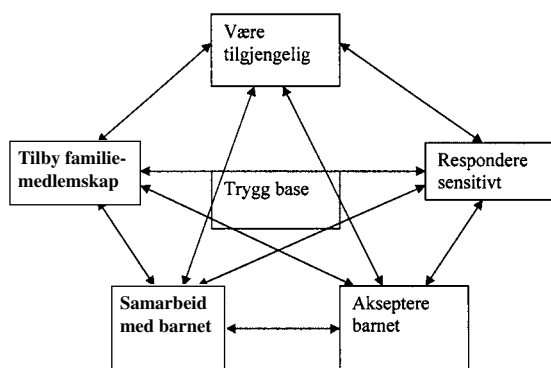 Være
tilgjengelig
Tilby familie-
medlemskap
Respondere
sensitivt
Trygg base
Samarbeid
med barnet
Akseptere
barnet